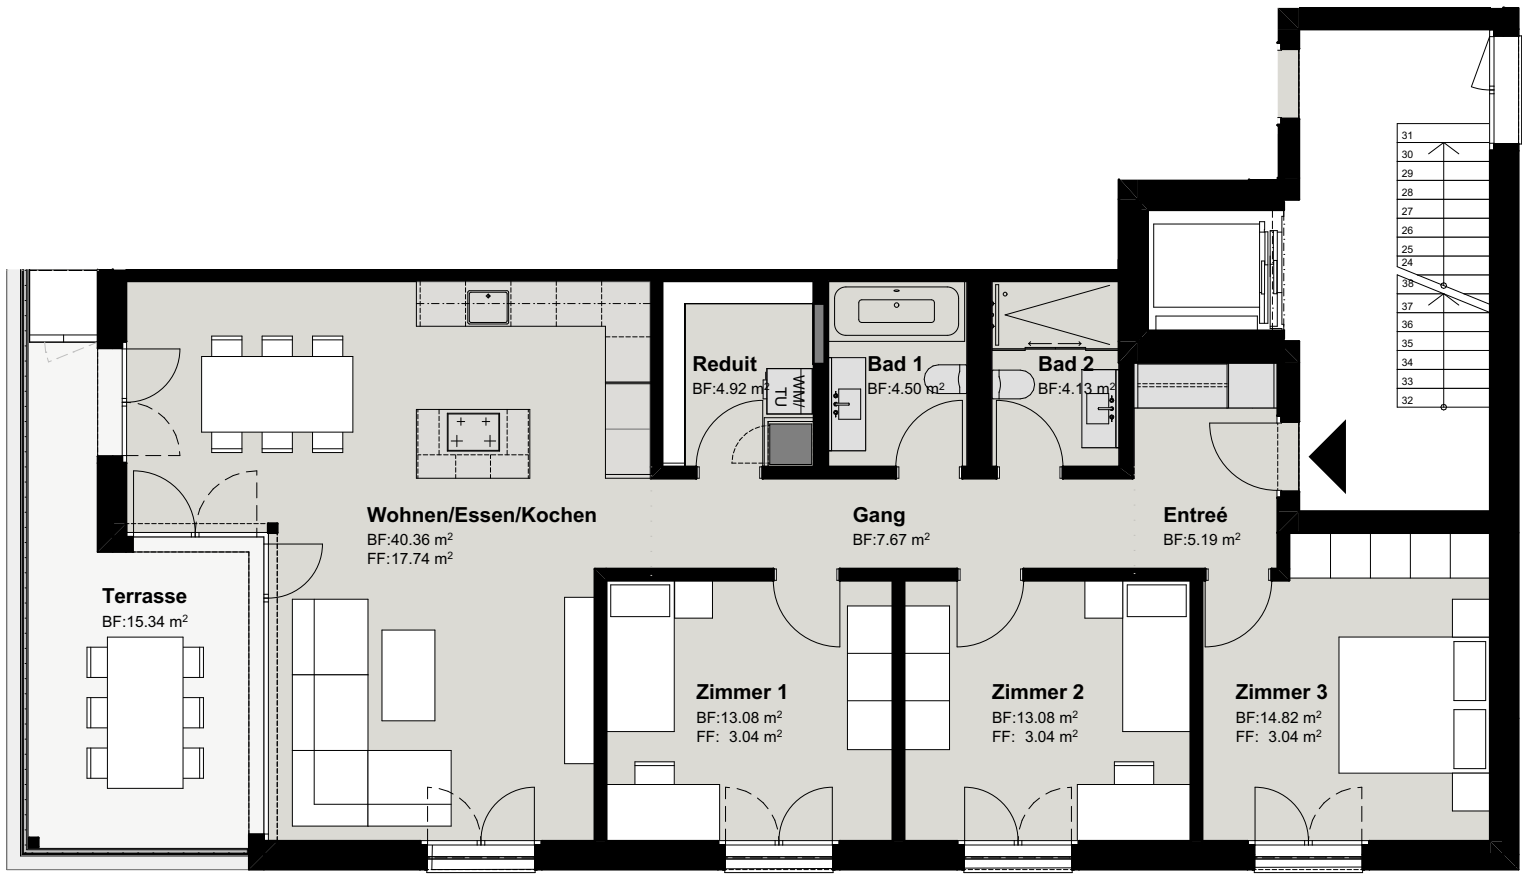 31
30
29
28
27
26
25
24
38
37
36
35
34
33
32
Reduit
BF:4.92 m²
WM/
TU
Bad 1
BF:4.50 m²
Bad 2
BF:4.13 m²
Wohnen/Essen/Kochen
BF:40.36 m²
FF:17.74 m²
Gang
BF:7.67 m²
Entreé
BF:5.19 m²
Terrasse
BF:15.34 m²
Zimmer 1
BF:13.08 m²
FF: 3.04 m²
Zimmer 2
BF:13.08 m²
FF: 3.04 m²
Zimmer 3
BF:14.82 m²
FF: 3.04 m²